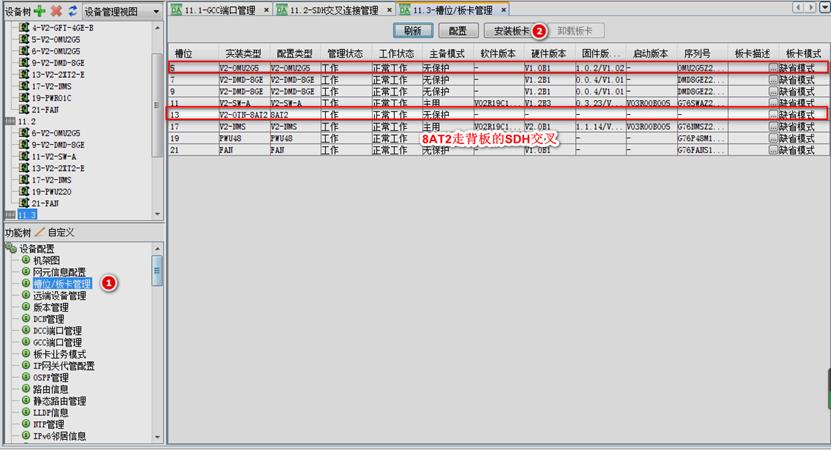 设备树 设备管理视图
4-V2-GFI-4GE-B
5-V2-OMU2G5
6-V2-OMU2G5
9-V2-DMD-8GE
13-V2-2XT2-E
17-V2-NMS
19-PWR01C
21-FAN
11.2
6-V2-OMU2G5
9-V2-DMD-8GE
11-V2-SW-A
13-V2-2XIT2-E
17-V2-NMS
19-PWU220
21-FAN
11.3
功能树 自定义
设备配置
机架图
网元信息配置
槽位/板卡管理 1
远端设备管理
版本管理
DCN管理
DCC端口管理
GCC端口管理
板卡业务模式
IP网关代管配置
OSPF管理
路由信息
静态路由管理
LLDP信息
NTP管理
IPv6邻居信息
11.1-GCC端口管理 × 11.2-SDH交叉连接管理 × 11.3-槽位/板卡管理 ×
刷新 配置 安装板卡 2 卸载板卡
槽位 实装类型 配置类型 管理状态 工作状态 主备模式 软件版本 硬件版本 固件版... 启动版本 序列号 板卡描述 板卡模式
5 V2-OMU2G5 V2-OMU2G5 工作 正常工作 无保护 - V1.0B1 1.0.2/V1.02 - OMU2G5Z2... ...缺省模式
7 V2-DMD-8GE V2-DMD-8GE 工作 正常工作 无保护 - V1.2B1 0.0.4/V1.01 - DMD8GEZ2... ...缺省模式
9 V2-DMD-8GE V2-DMD-8GE 工作 正常工作 无保护 - V1.2B1 0.0.4/V1.01 - DMD8GEZ2... ...缺省模式
11 V2-SW-A V2-SW-A 工作 正常工作 主用 V02R19C1... V1.2B3 0.3.23/V... V03R00B005 G76SWAZ2... ...缺省模式
13 V2-OTN-8AT2 8AT2 工作 正常工作 无保护 - - - - - ...缺省模式
17 V2-NMS V2-NMS 工作 正常工作 主用 V02R19C1... V2.0B1 1.1.14/V... V03R00B005 G76NMSZ2... ...缺省模式
19 PWU48 PWU48 工作 正常工作 无保护 - - - G76P48M1... ...缺省模式
21 FAN FAN 工作 正常工作 无保护 - V1.0B1 - - G76FANS1... ...缺省模式
8AT2走背板的SDH交叉